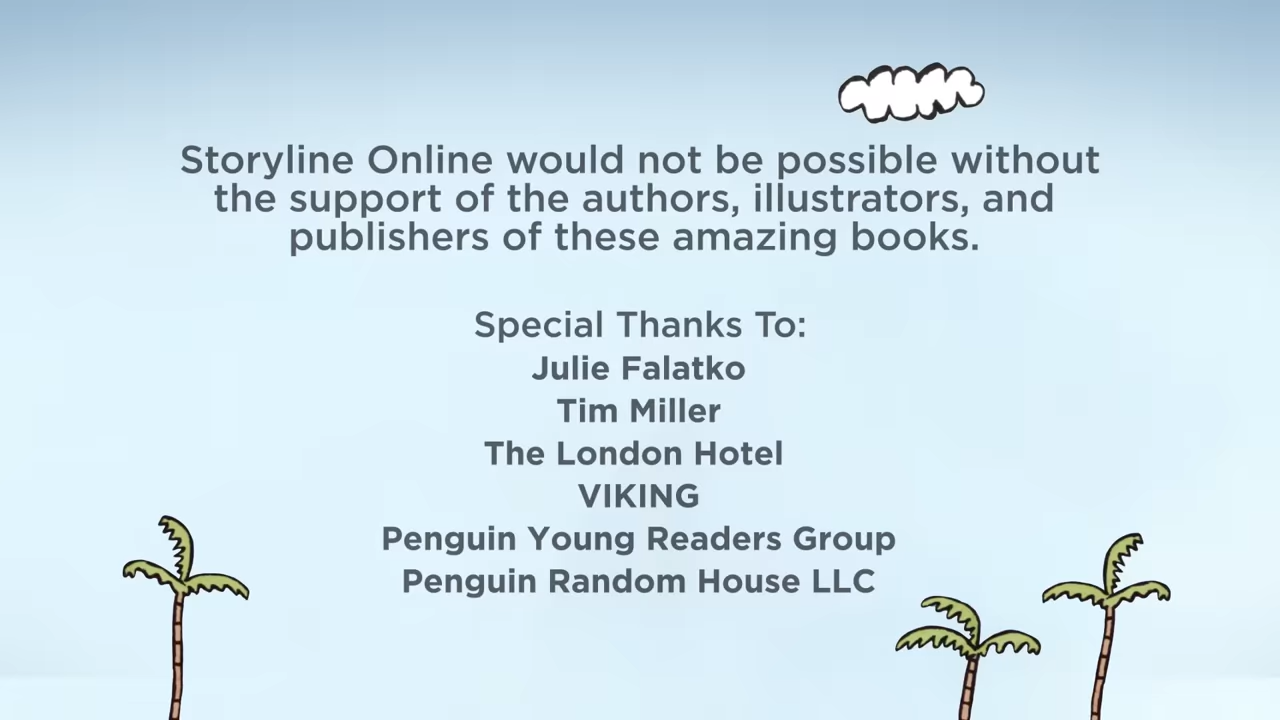 Storyline Online would not be possible without
the support of the authors, illustrators, and
publishers of these amazing books.
Special Thanks To:
Julie Falatko
Tim Miller
The London Hotel
VIKING
Penguin Young Readers Group
Penguin Random House LLC